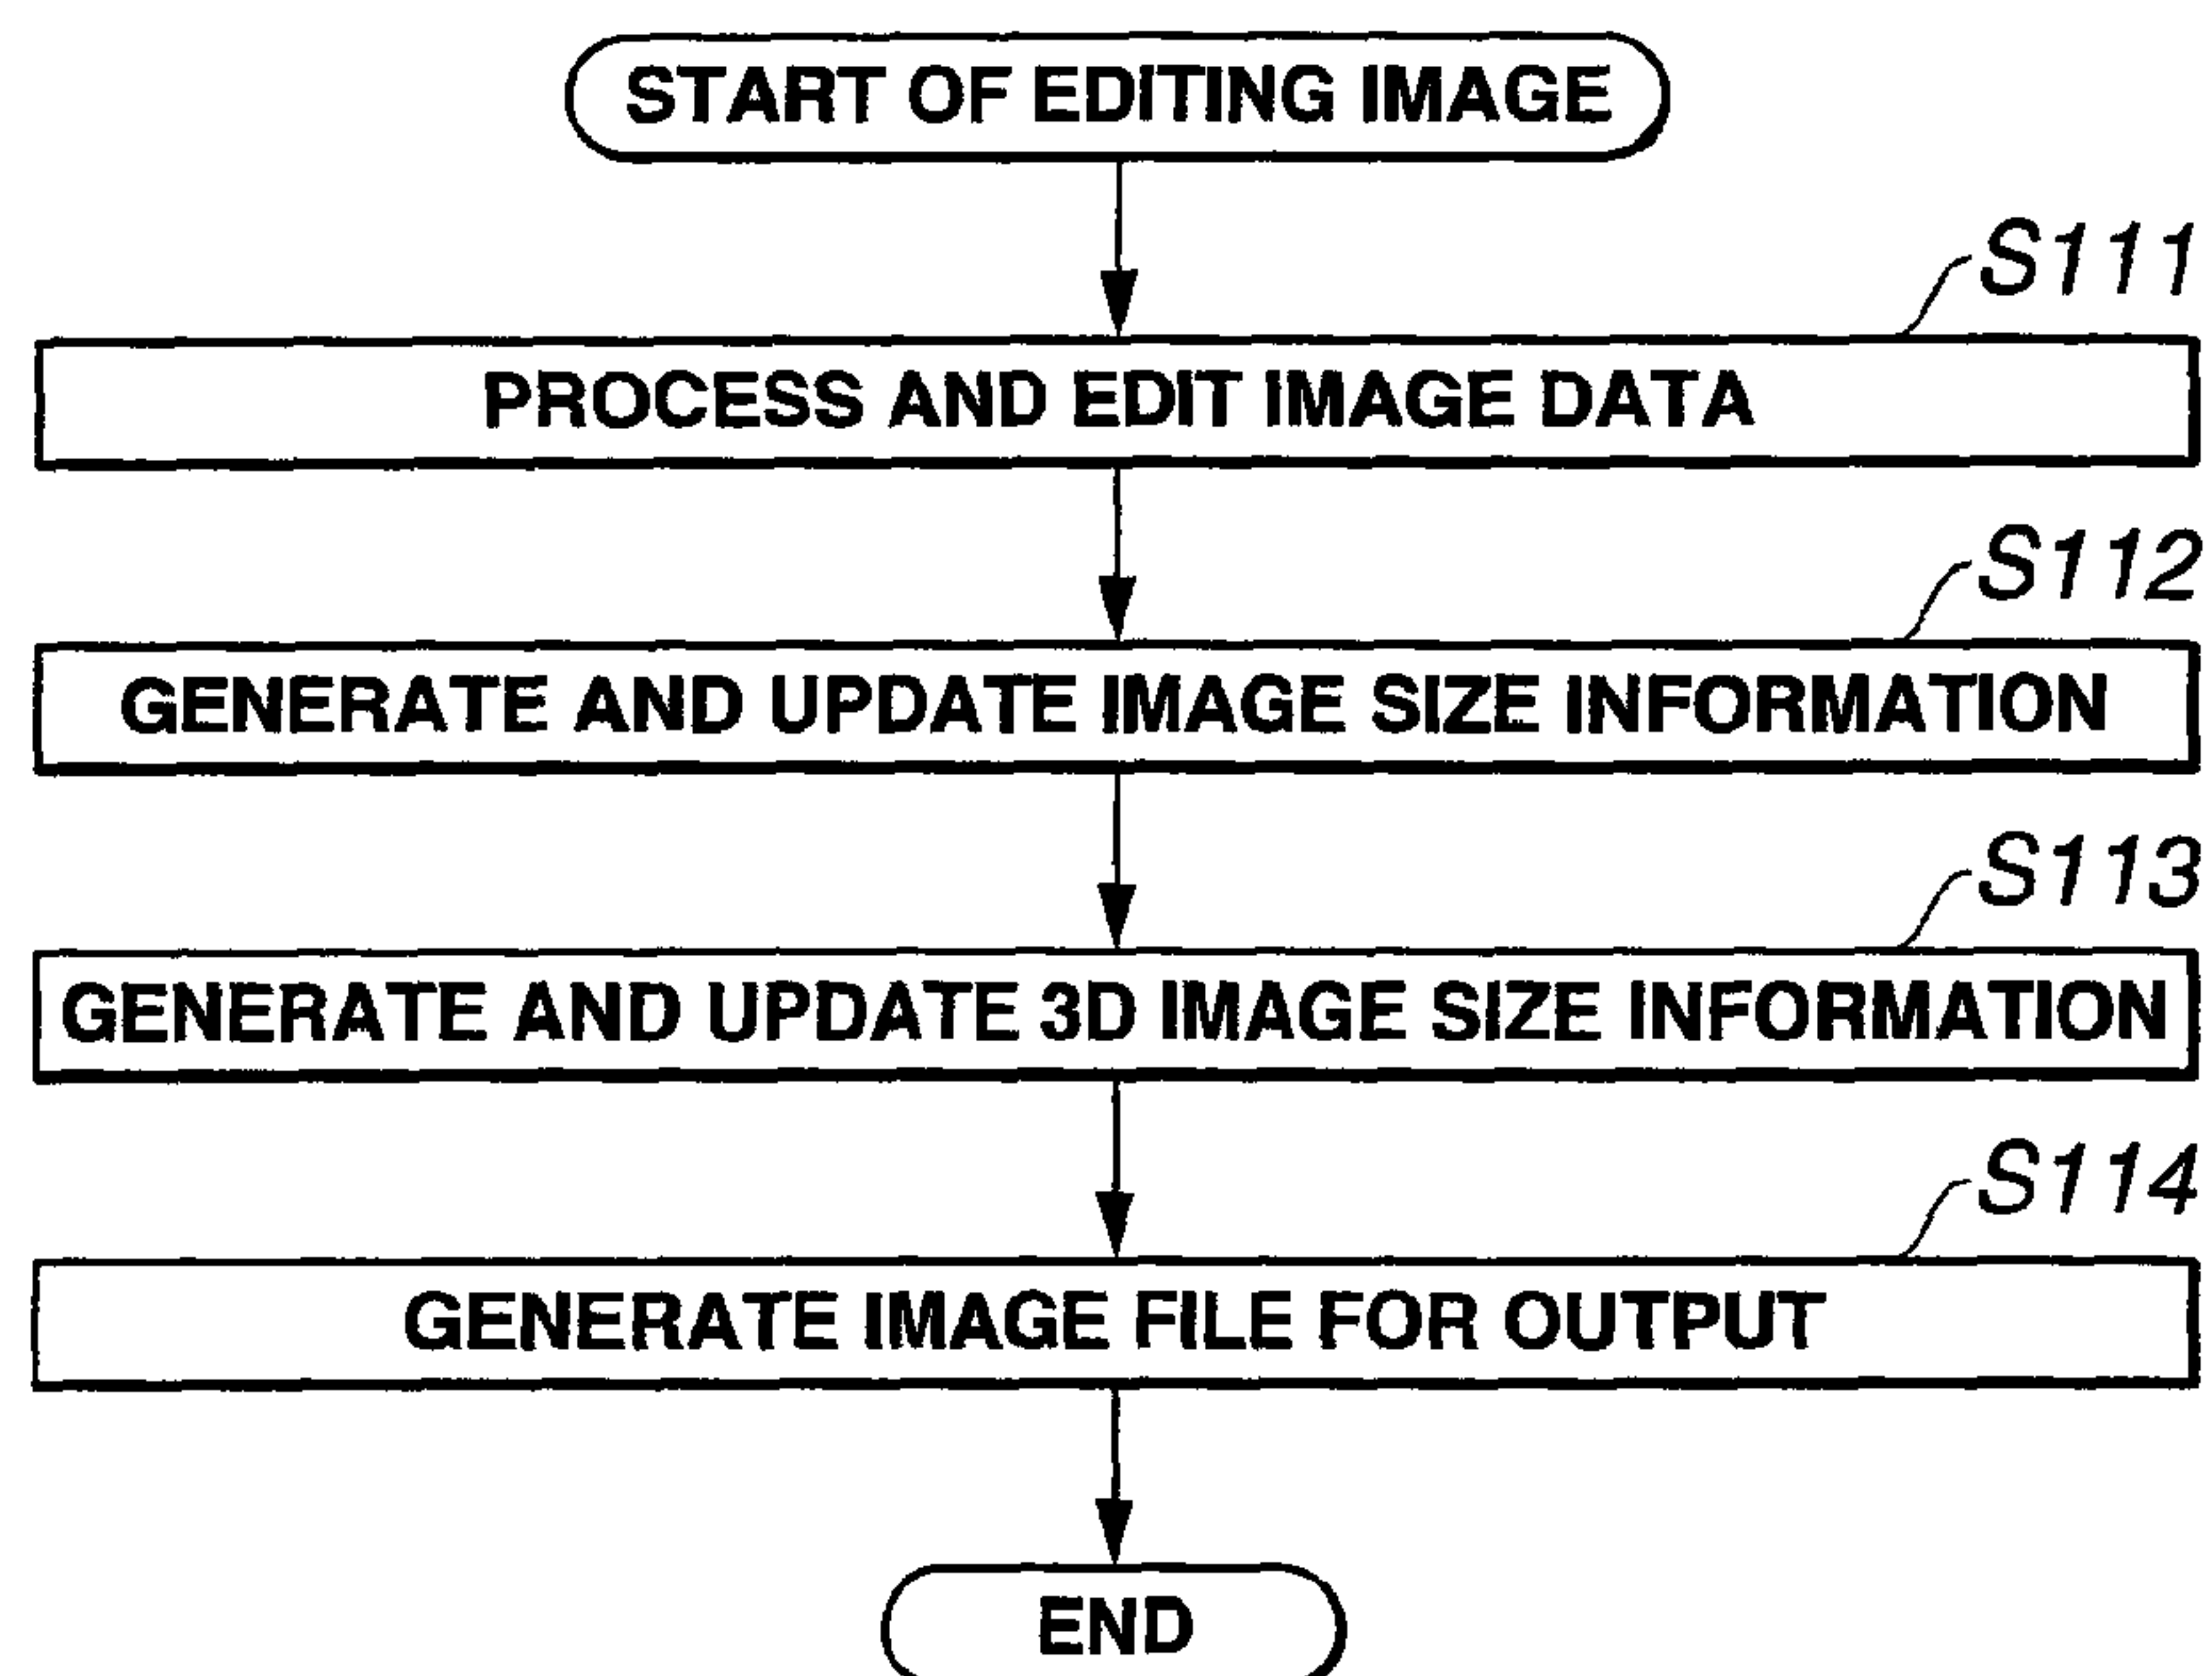 START OF EDITING IMAGE
S111
PROCESS AND EDIT IMAGE DATA
S112
GENERATE AND UPDATE IMAGE SIZE INFORMATION
S113
GENERATE AND UPDATE 3D IMAGE SIZE INFORMATION
S114
GENERATE IMAGE FILE FOR OUTPUT
END